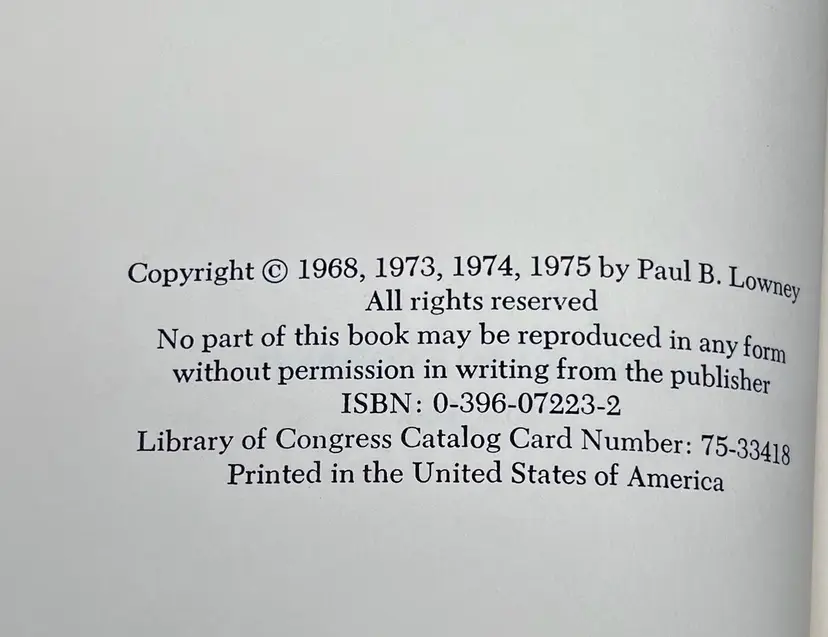 Copyright © 1968, 1973, 1974, 1975 by Paul B. Lowney
All rights reserved
No part of this book may be reproduced in any form
without permission in writing from the publisher
ISBN: 0-396-07223-2
Library of Congress Catalog Card Number: 75-33418
Printed in the United States of America